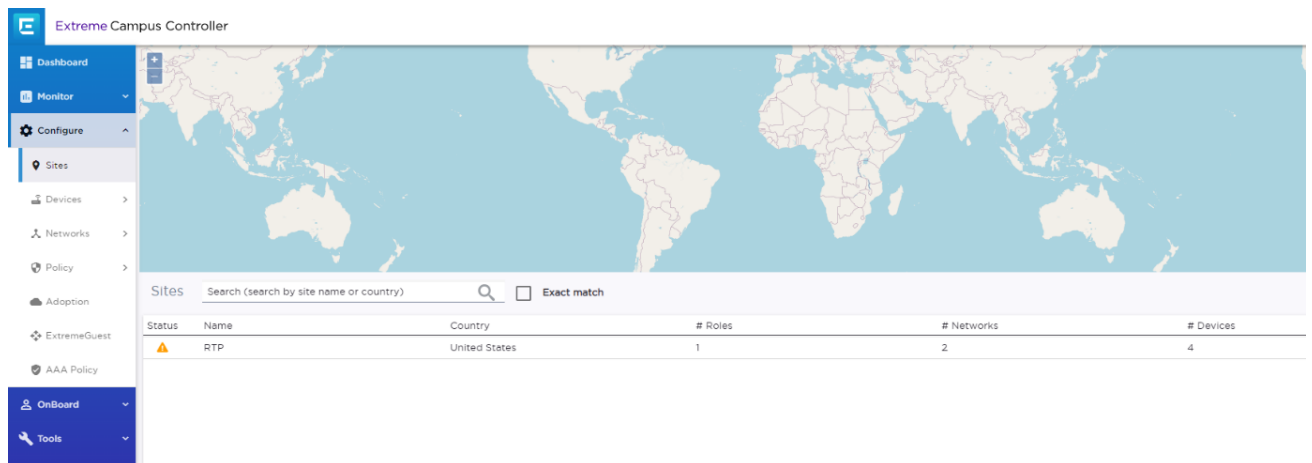 Extreme Campus Controller
Dashboard
Monitor
Configure
Sites
Devices
Networks
Policy
Adoption
ExtremeGuest
AAA Policy
OnBoard
Tools
+
−
Sites Search (search by site name or country) Exact match
Status Name Country # Roles # Networks # Devices
RTP United States 1 2 4